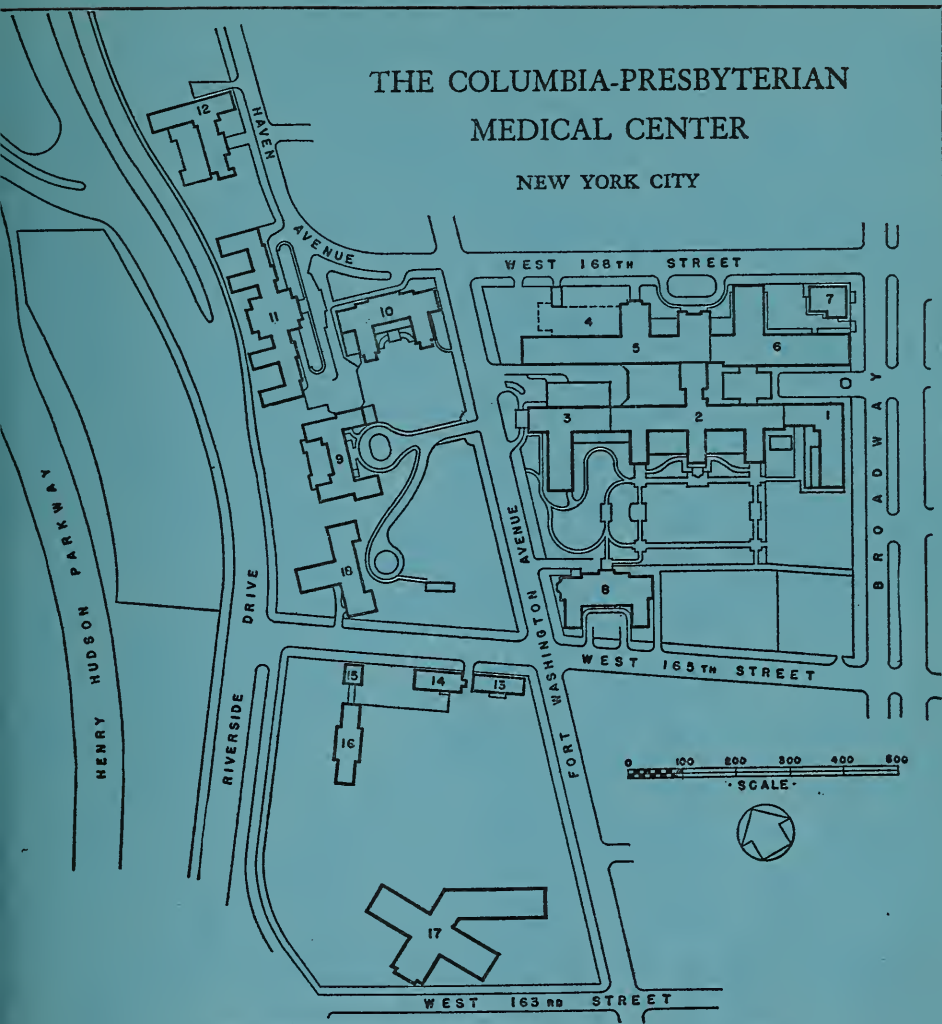 THE COLUMBIA-PRESBYTERIAN
MEDICAL CENTER
NEW YORK CITY
12
HAVEN
AVENUE
WEST 168TH STREET
7
11
10
4
5
6
3
2
1
9
BROADWAY
HENRY HUDSON PARKWAY
18
8
RIVERSIDE DRIVE
FORT WASHINGTON AVENUE
WEST 165TH STREET
15
14
13
16
0 100 200 300 400 500
SCALE
17
WEST 163RD STREET